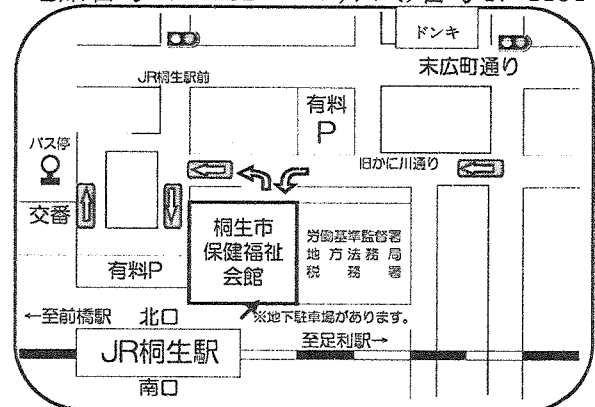 ドンキ
末広町通り
JR桐生駅前
有料
P
バス停
旧かに川通り
交番
桐生市
保健福祉
会館
労働基準監督署
地方法務局
税務署
有料P
←至前橋駅
北口
※地下駐車場があります。
至足利駅→
JR桐生駅
南口